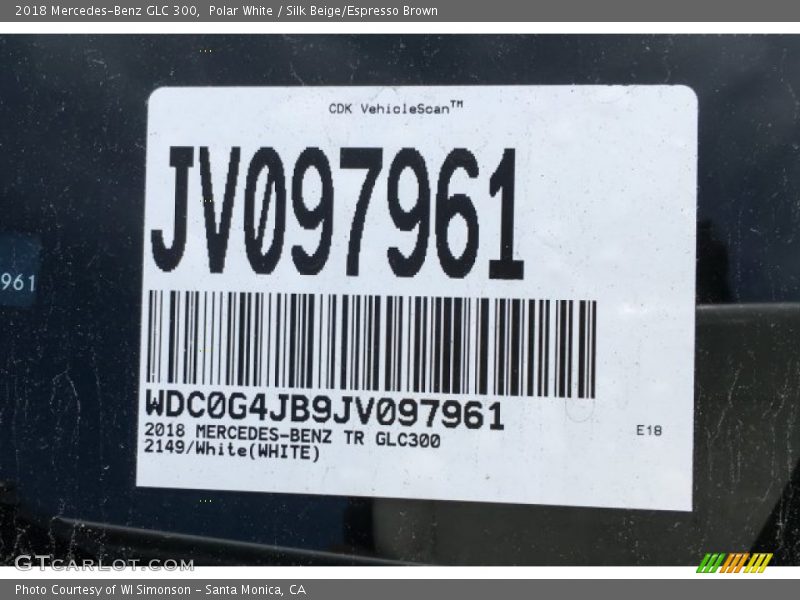 2018 Mercedes-Benz GLC 300, Polar White / Silk Beige/Espresso Brown
CDK VehicleScan™
JV097961
961
WDC0G4JB9JV097961
2018 MERCEDES-BENZ TR GLC300
2149/White(WHITE)
E18
GTCARLOT.COM
Photo Courtesy of WI Simonson – Santa Monica, CA